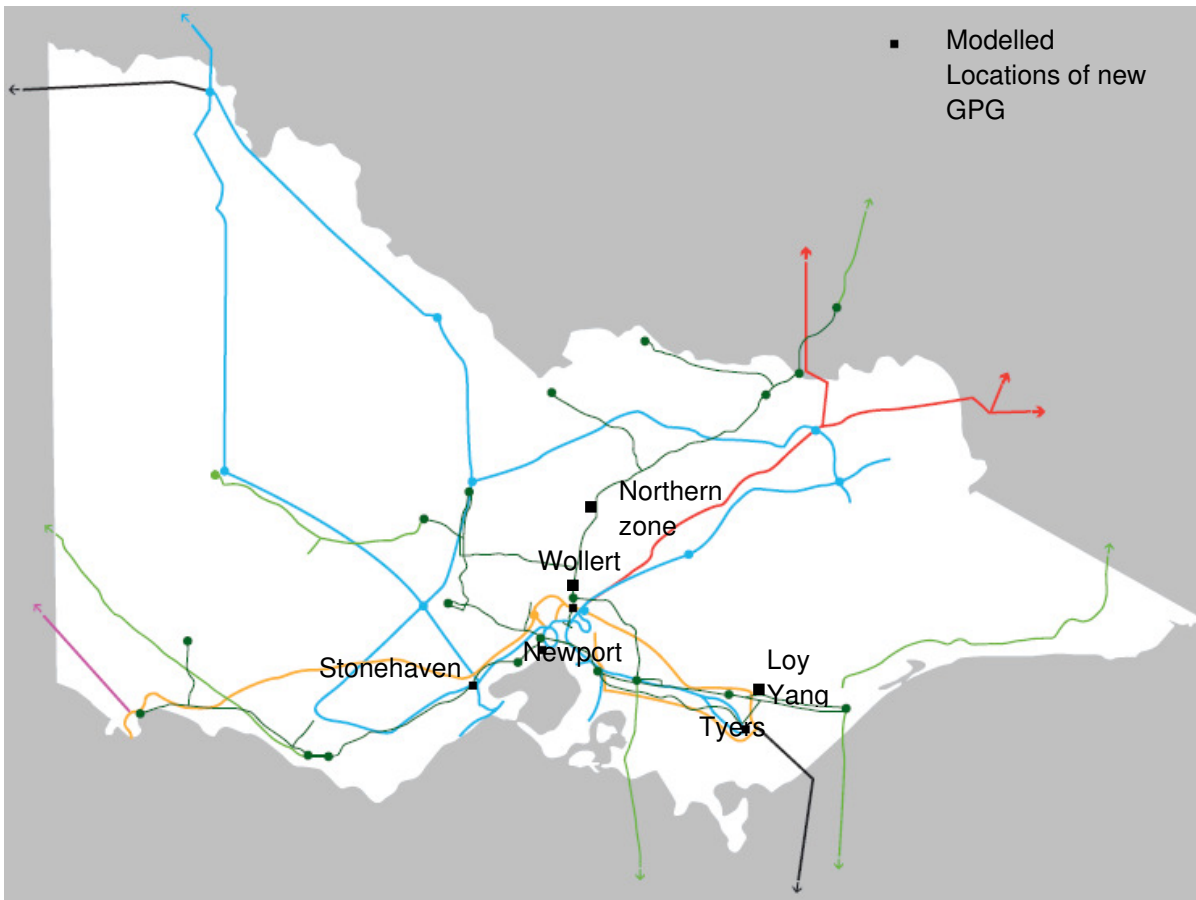 Modelled
Locations of new
GPG
Northern
zone
Wollert
Newport
Stonehaven
Loy
Yang
Tyers